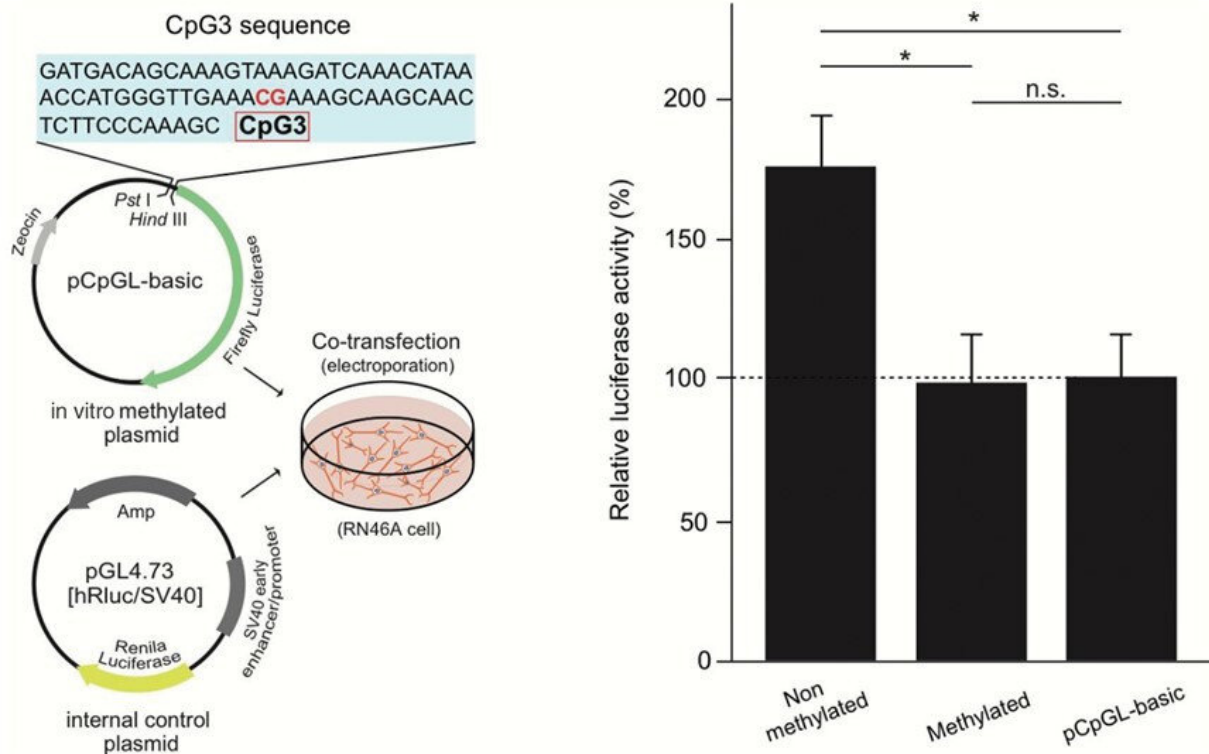 CpG3 sequence
GATGACAGCAAAGTAAAGATCAAACATAA
ACCATGGGTTGAAACGAAAGCAAGCAAC
TCTTCCCAAAGC CpG3
Pst I
Hind III
Zeocin
pCpGL-basic
Firefly Luciferase
in vitro methylated
plasmid
Co-transfection
(electroporation)
(RN46A cell)
Amp
pGL4.73
[hRluc/SV40]
SV40 early
enhancer/promoter
Renila
Luciferase
internal control
plasmid
*
*
n.s.
Relative luciferase activity (%)
200
150
100
50
0
Non
methylated
Methylated
pCpGL-basic